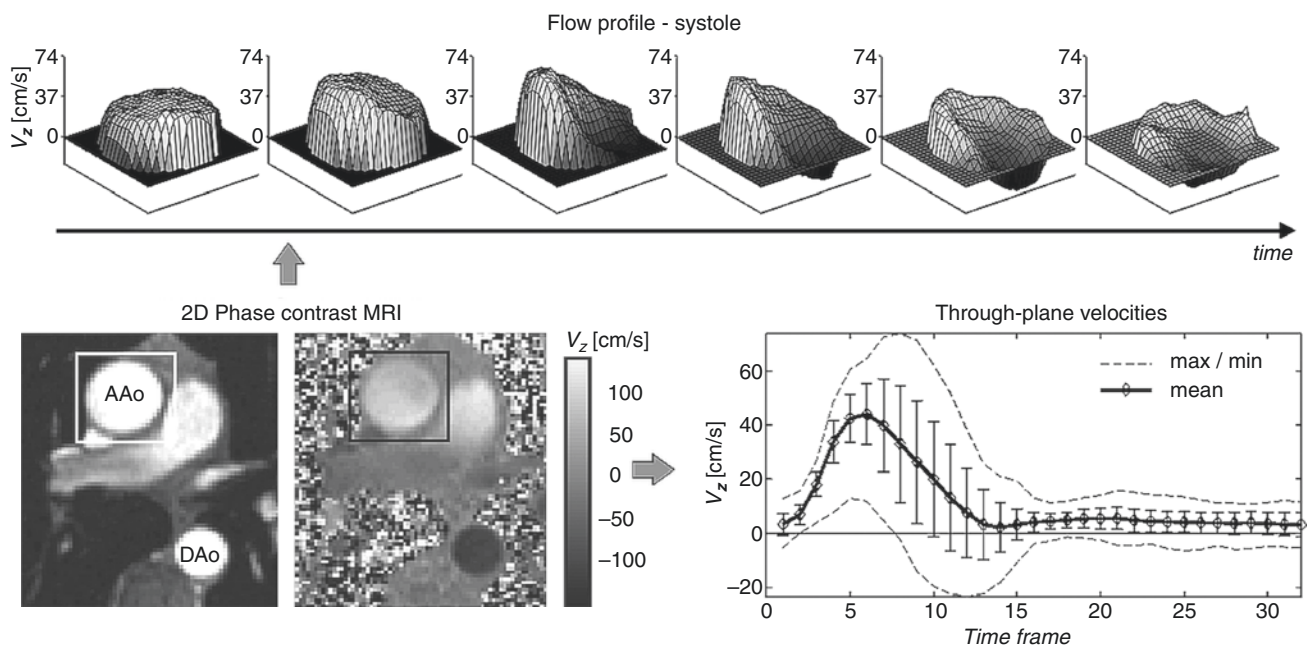 Flow profile - systole
V_z [cm/s]
74
37
0
74
37
0
74
37
0
74
37
0
74
37
0
74
37
0
time
2D Phase contrast MRI
AAo
DAo
V_z [cm/s]
100
50
0
–50
–100
Through-plane velocities
max / min
mean
V_z [cm/s]
60
40
20
0
–20
0 5 10 15 20 25 30
Time frame